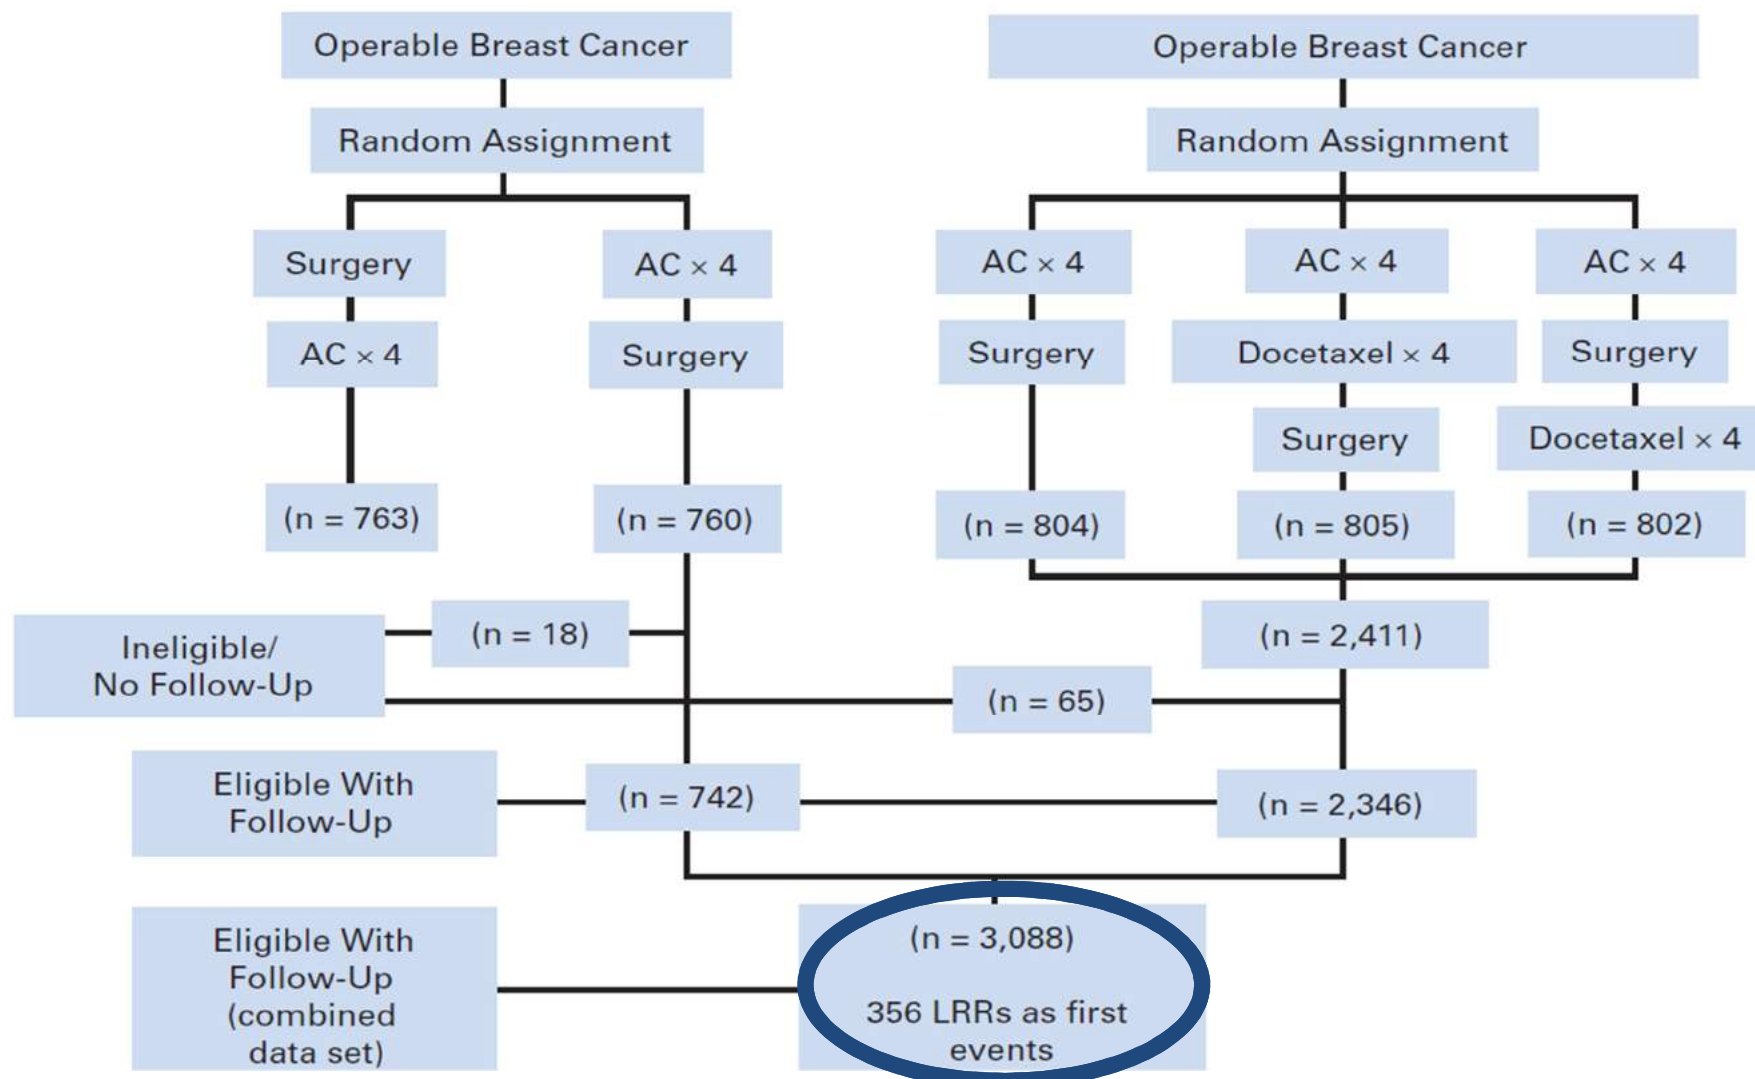 Operable Breast Cancer
Operable Breast Cancer
Random Assignment
Random Assignment
Surgery
AC × 4
AC × 4
AC × 4
AC × 4
AC × 4
Surgery
Surgery
Docetaxel × 4
Surgery
Surgery
Docetaxel × 4
(n = 763)
(n = 760)
(n = 804)
(n = 805)
(n = 802)
Ineligible/
No Follow-Up
(n = 18)
(n = 2,411)
(n = 65)
Eligible With
Follow-Up
(n = 742)
(n = 2,346)
Eligible With
Follow-Up
(combined
data set)
(n = 3,088)
356 LRRs as first
events